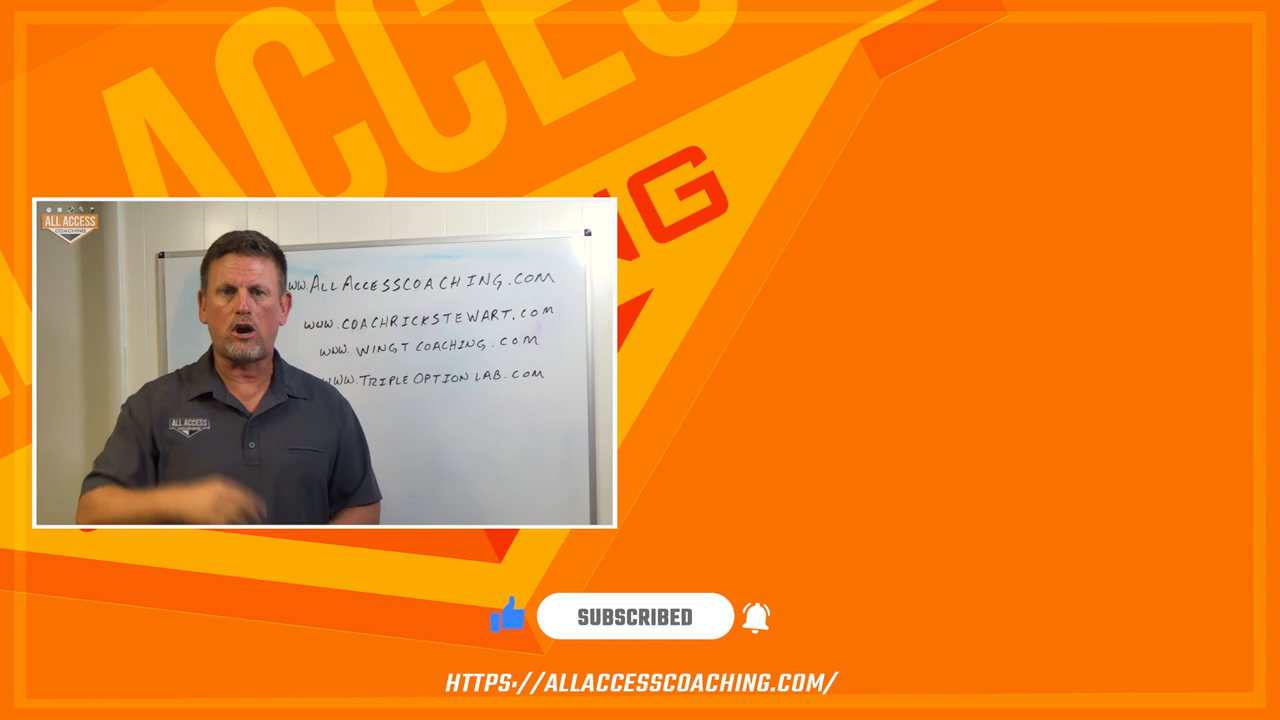 ACCES
NG
ALL ACCESS
COACHING
WW.ALLACCESSCOACHING.COM
WWW.COACHRICKSTEWART.COM
WWW.WINGTCOACHING.COM
WWW.TRIPLEOPTIONLAB.COM
ALL ACCESS
SUBSCRIBED
HTTPS://ALLACCESSCOACHING.COM/